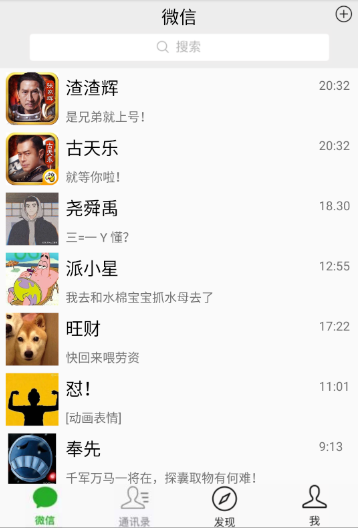 微信
搜索
渣渣辉 20:32
是兄弟就上号！
古天乐 20:32
就等你啦！
尧舜禹 18.30
三=一 Y 懂？
派小星 12:55
我去和水棉宝宝抓水母去了
旺财 17:22
快回来喂劳资
怼！ 11:01
[动画表情]
奉先 9:13
千军万马一将在，探囊取物有何难！
微信 通讯录 发现 我